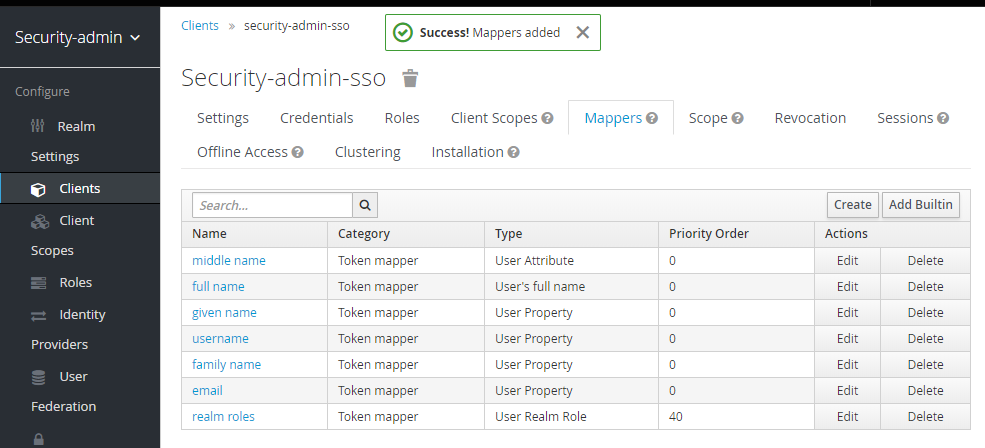 Security-admin
Configure
Realm
Settings
Clients
Client
Scopes
Roles
Identity
Providers
User
Federation
Clients » security-admin-sso
Success! Mappers added
Security-admin-sso
Settings Credentials Roles Client Scopes Mappers Scope Revocation Sessions
Offline Access Clustering Installation
Search... Create Add Builtin
Name Category Type Priority Order Actions
middle name Token mapper User Attribute 0 Edit Delete
full name Token mapper User's full name 0 Edit Delete
given name Token mapper User Property 0 Edit Delete
username Token mapper User Property 0 Edit Delete
family name Token mapper User Property 0 Edit Delete
email Token mapper User Property 0 Edit Delete
realm roles Token mapper User Realm Role 40 Edit Delete